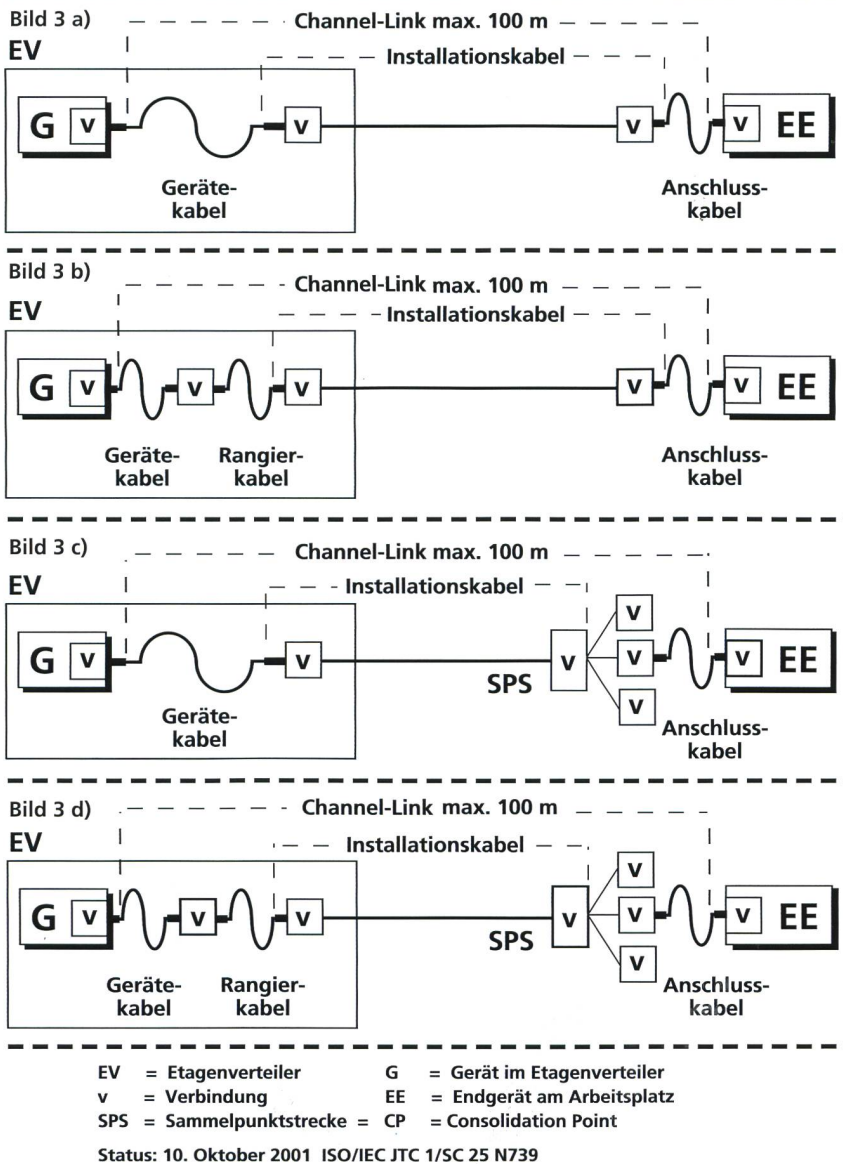 Bild 3 a)
Channel-Link max. 100 m
EV
Installationskabel
G v v v v EE
Geräte-
kabel
Anschluss-
kabel
Bild 3 b)
Channel-Link max. 100 m
EV
Installationskabel
G v v v v v EE
Geräte-
kabel
Rangier-
kabel
Anschluss-
kabel
Bild 3 c)
Channel-Link max. 100 m
EV
Installationskabel
v
G v v v v v EE
SPS
v
Geräte-
kabel
Anschluss-
kabel
Bild 3 d)
Channel-Link max. 100 m
EV
Installationskabel
v
G v v v v v v EE
SPS
v
Geräte-
kabel
Rangier-
kabel
Anschluss-
kabel
EV = Etagenverteiler G = Gerät im Etagenverteiler
v = Verbindung EE = Endgerät am Arbeitsplatz
SPS = Sammelpunktstrecke = CP = Consolidation Point
Status: 10. Oktober 2001 ISO/IEC JTC 1/SC 25 N739